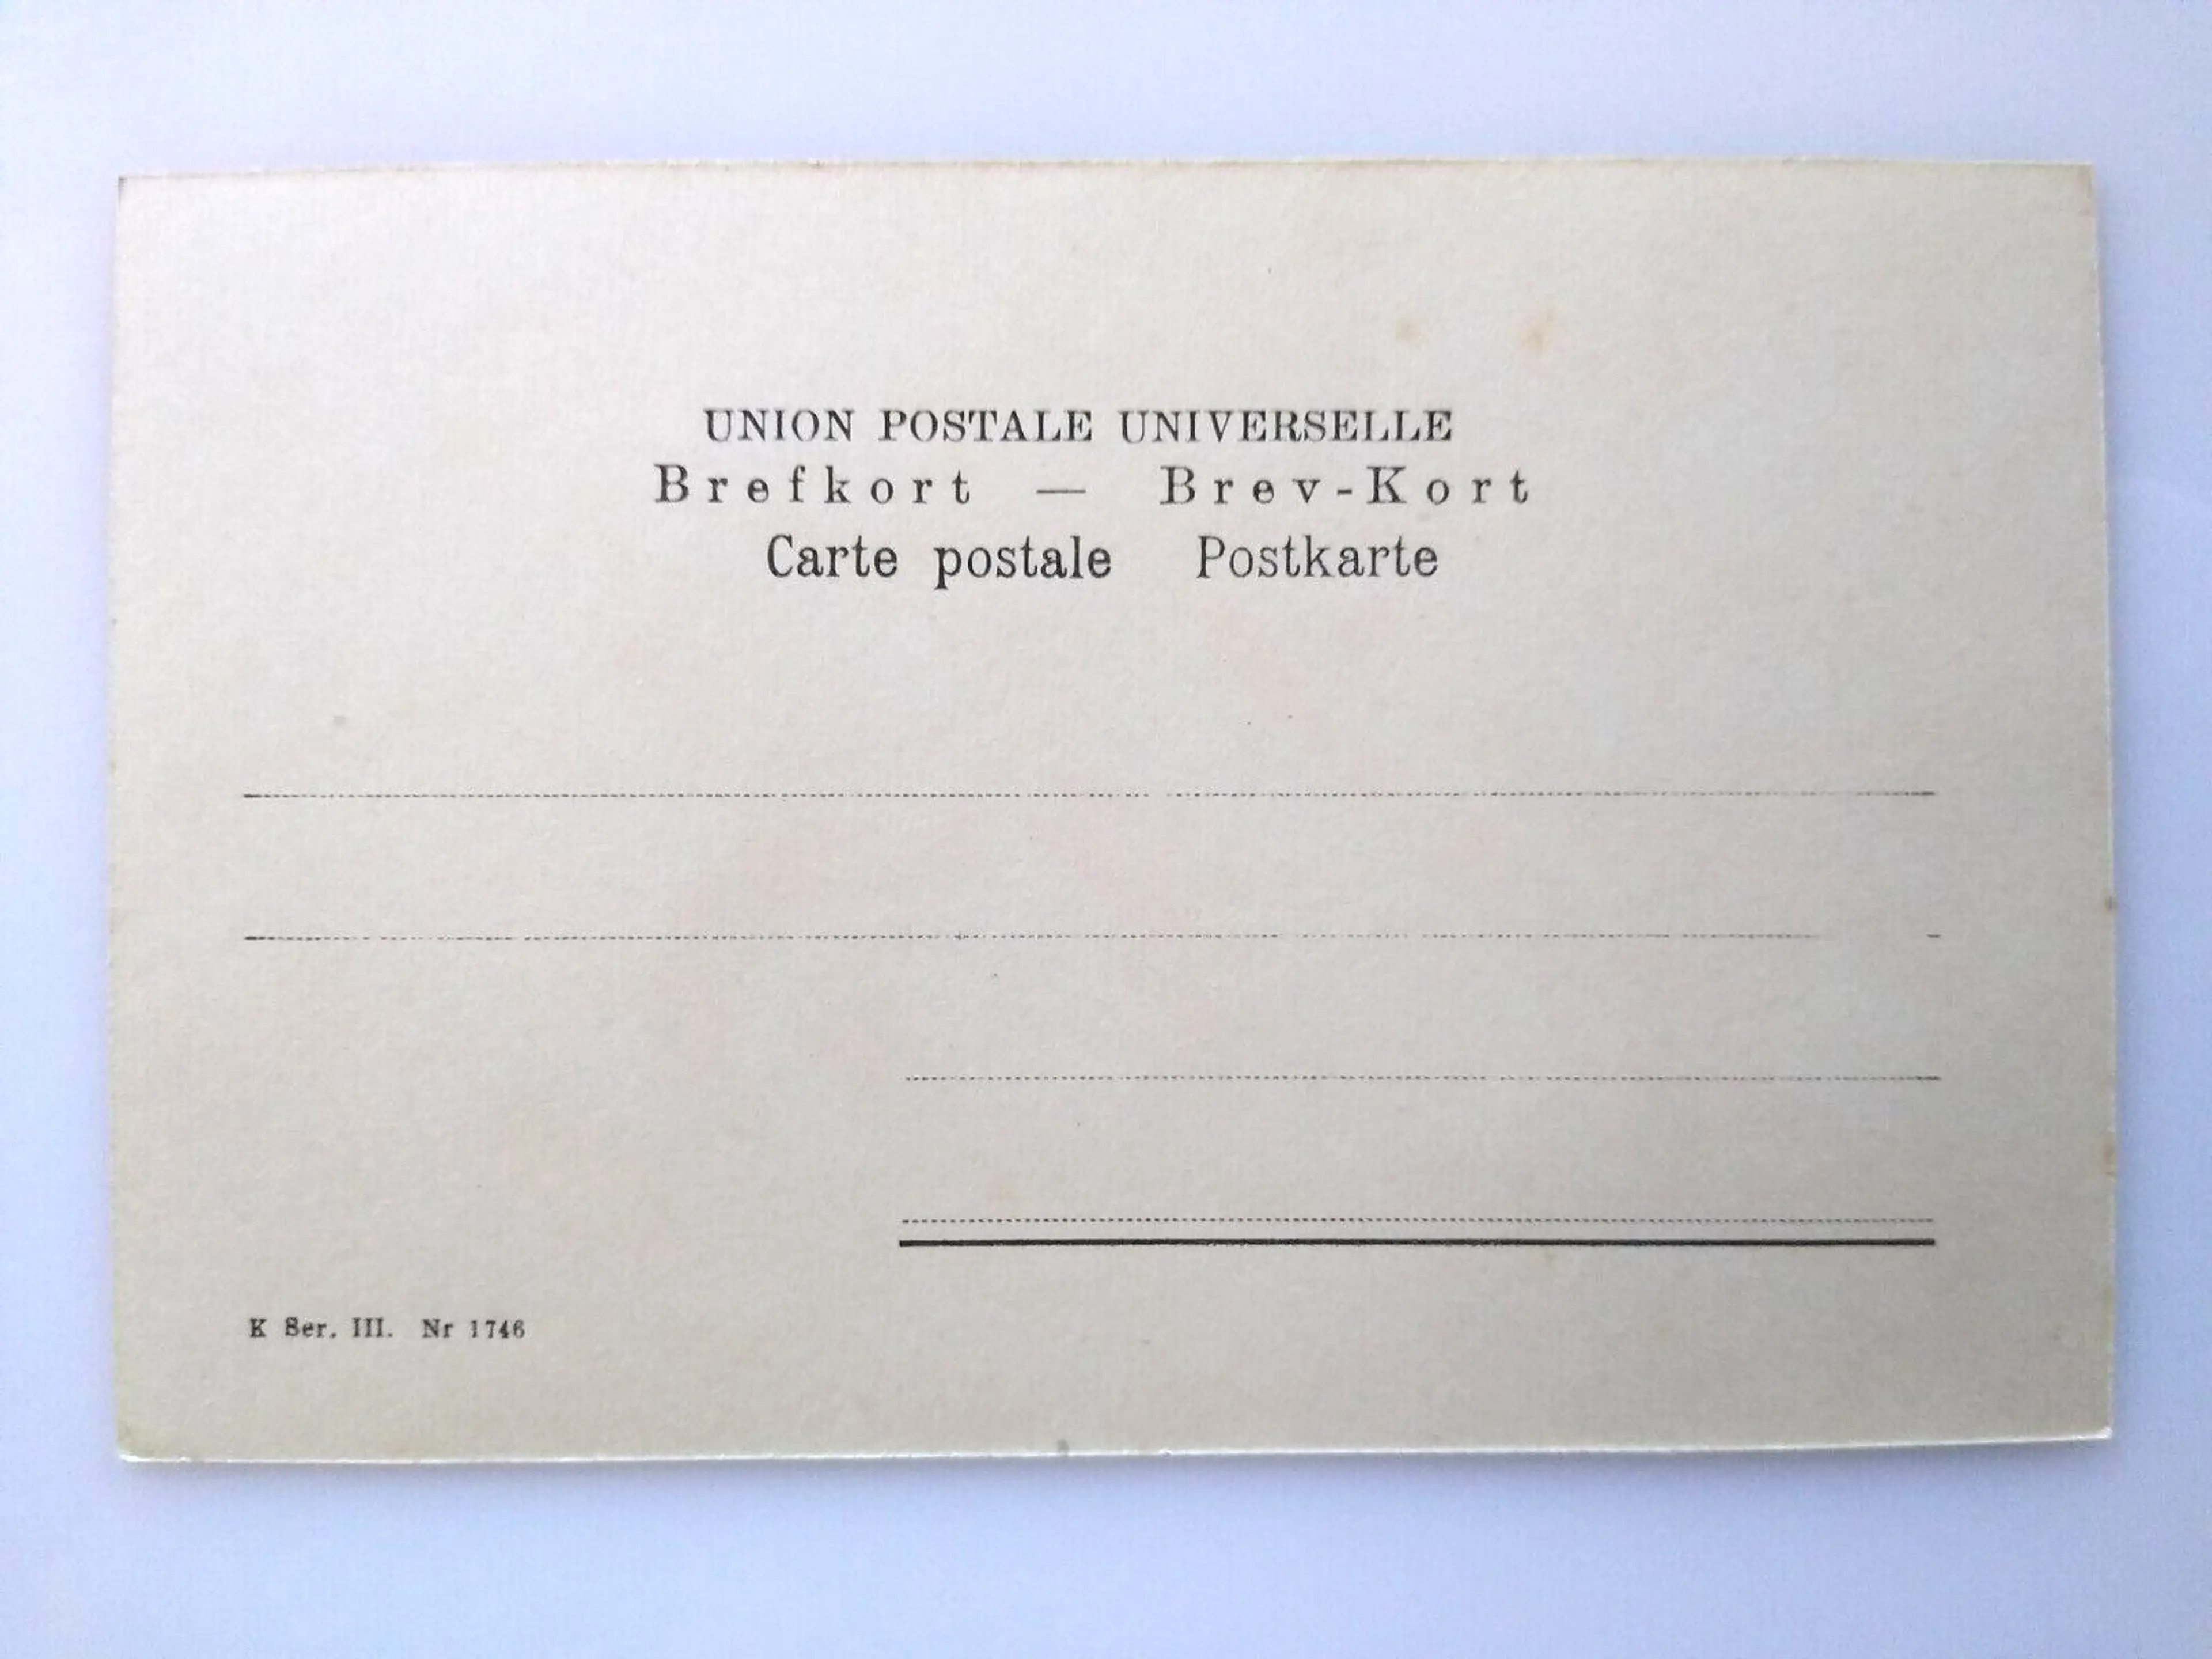 UNION POSTALE UNIVERSELLE
Brefkort — Brev-Kort
Carte postale Postkarte
K Ser. III. Nr 1746